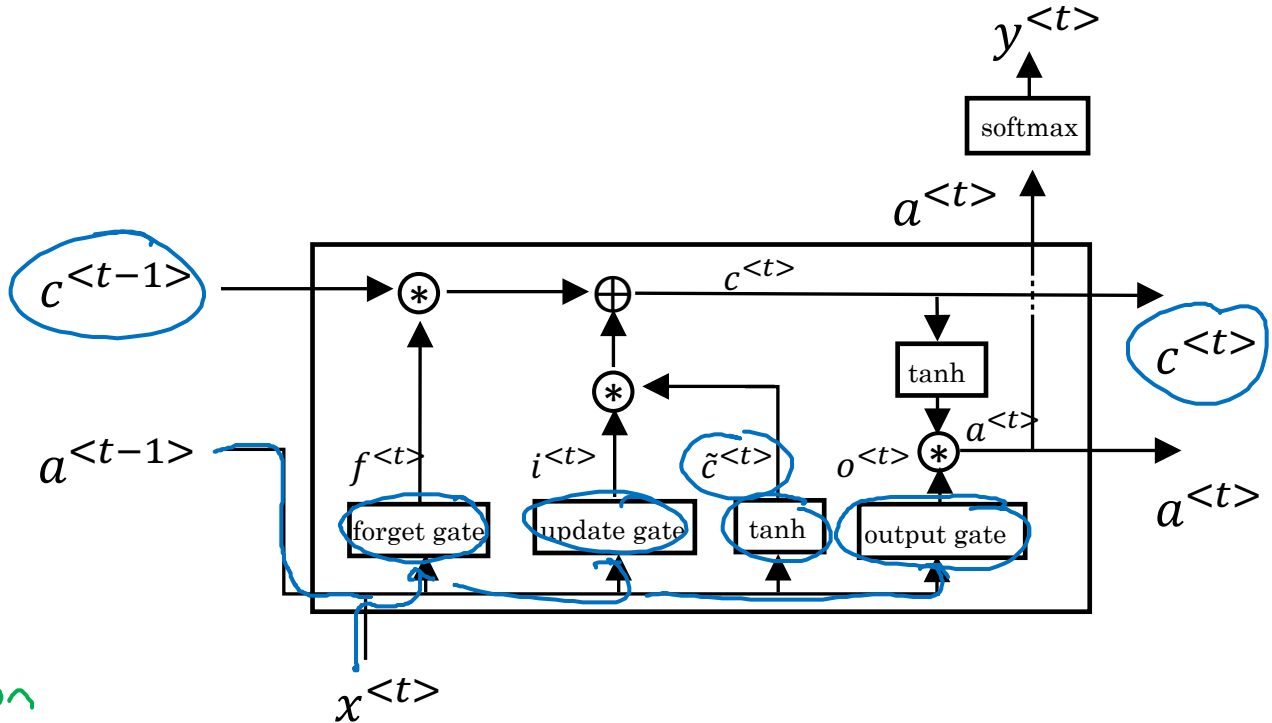 y<t>
softmax
a<t>
c<t-1>
c<t>
c<t>
tanh
a<t-1>
f<t>
i<t>
c̃<t>
o<t>
a<t>
a<t>
forget gate
update gate
tanh
output gate
x<t>